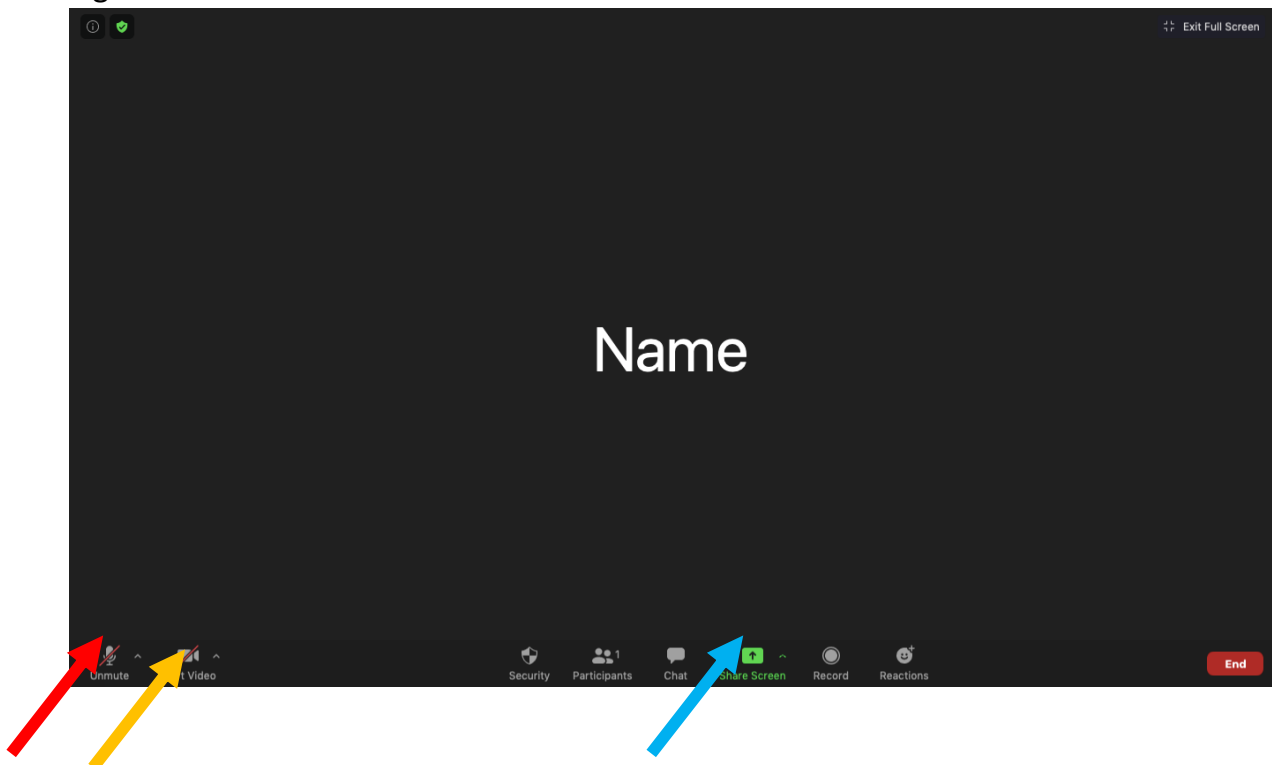 Exit Full Screen
Name
1
Unmute
Video
Security
Participants
Chat
Share Screen
Record
Reactions
End